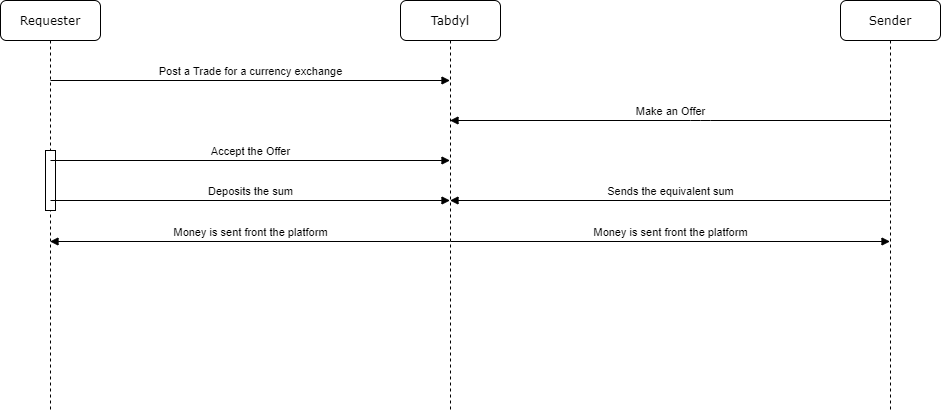 Requester
Tabdyl
Sender
Post a Trade for a currency exchange
Make an Offer
Accept the Offer
Deposits the sum
Sends the equivalent sum
Money is sent front the platform
Money is sent front the platform